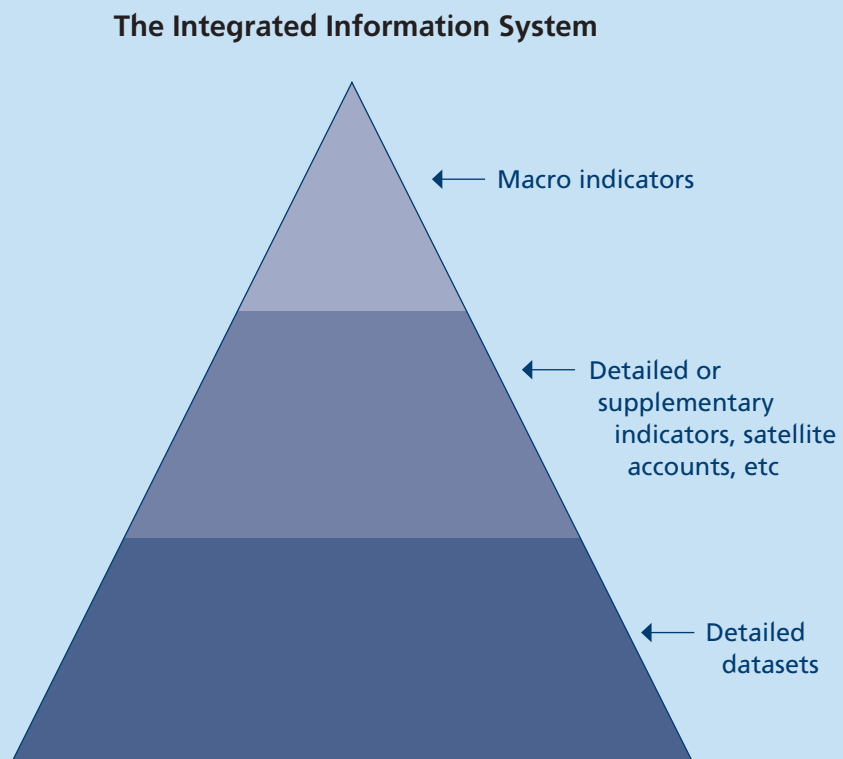 The Integrated Information System
Macro indicators
Detailed or
supplementary
indicators, satellite
accounts, etc
Detailed
datasets